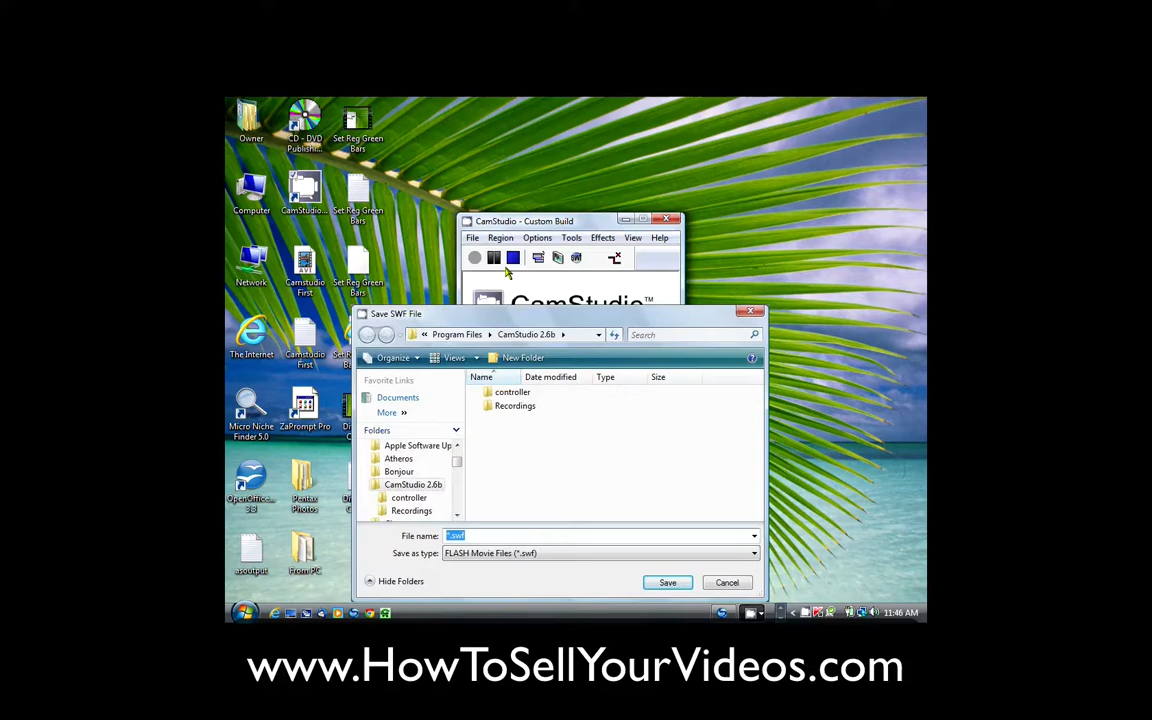 Owner
CD - DVD
Publishi...
Set Reg Green
Bars
Computer
CamStudio...
Set Reg Green
Bars
Network
Camstudio
First
Set Reg Green
Bars
The Internet
Camstudio
First
Micro Niche
Finder 5.0
ZaPrompt Pro
OpenOffice....
3.3
Pentax
Photos
asoutput
From PC
CamStudio - Custom Build
File Region Options Tools Effects View Help
CamStudio™
Save SWF File
« Program Files CamStudio 2.6b
Search
Organize Views New Folder
Favorite Links
Documents
More »
Folders
Apple Software Up
Atheros
Bonjour
CamStudio 2.6b
controller
Recordings
Name Date modified Type Size
controller
Recordings
File name: *.swf
Save as type: FLASH Movie Files (*.swf)
Hide Folders
Save
Cancel
11:46 AM
www.HowToSellYourVideos.com